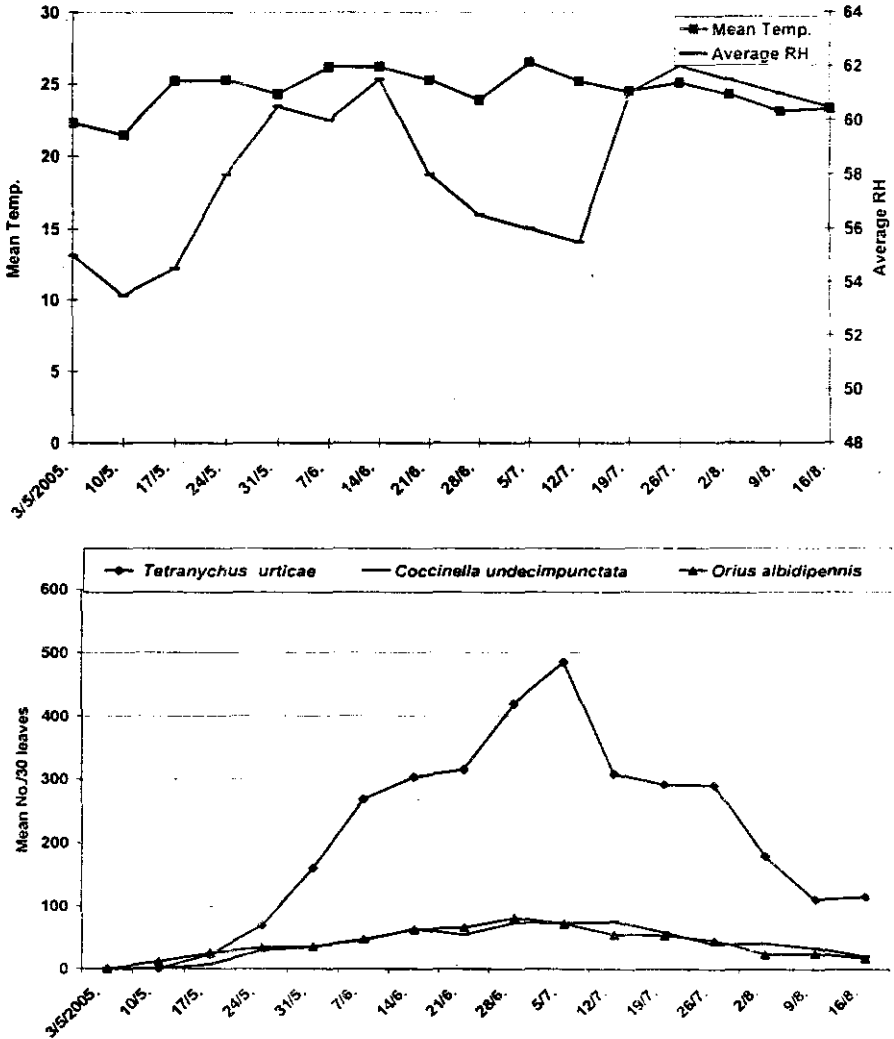 Mean Temp.
Average RH
30
25
20
15
10
5
0
Mean Temp.
64
62
60
58
56
54
52
50
48
Average RH
3/5/2005. 10/5. 17/5. 24/5. 31/5. 7/6. 14/6. 21/6. 28/6. 5/7. 12/7. 19/7. 26/7. 2/8. 9/8. 16/8.
Tetranychus urticae Coccinella undecimpunctata Orius albidipennis
600
500
400
300
200
100
0
Mean No./30 leaves
3/5/2005. 10/5. 17/5. 24/5. 31/5. 7/6. 14/6. 21/6. 28/6. 5/7. 12/7. 19/7. 26/7. 2/8. 9/8. 16/8.